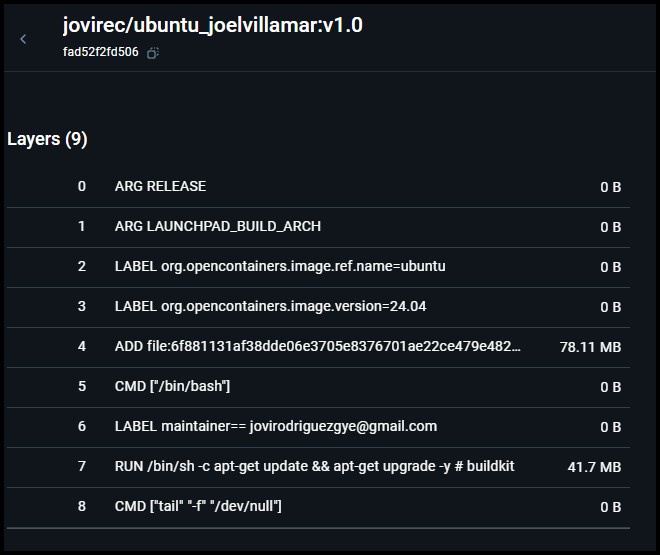 jovirec/ubuntu_joelvillamar:v1.0
fad52f2fd506
Layers (9)
0 ARG RELEASE 0 B
1 ARG LAUNCHPAD_BUILD_ARCH 0 B
2 LABEL org.opencontainers.image.ref.name=ubuntu 0 B
3 LABEL org.opencontainers.image.version=24.04 0 B
4 ADD file:6f881131af38dde06e3705e8376701ae22ce479e482... 78.11 MB
5 CMD ["/bin/bash"] 0 B
6 LABEL maintainer== jovirodriguezgye@gmail.com 0 B
7 RUN /bin/sh -c apt-get update && apt-get upgrade -y # buildkit 41.7 MB
8 CMD ["tail" "-f" "/dev/null"] 0 B